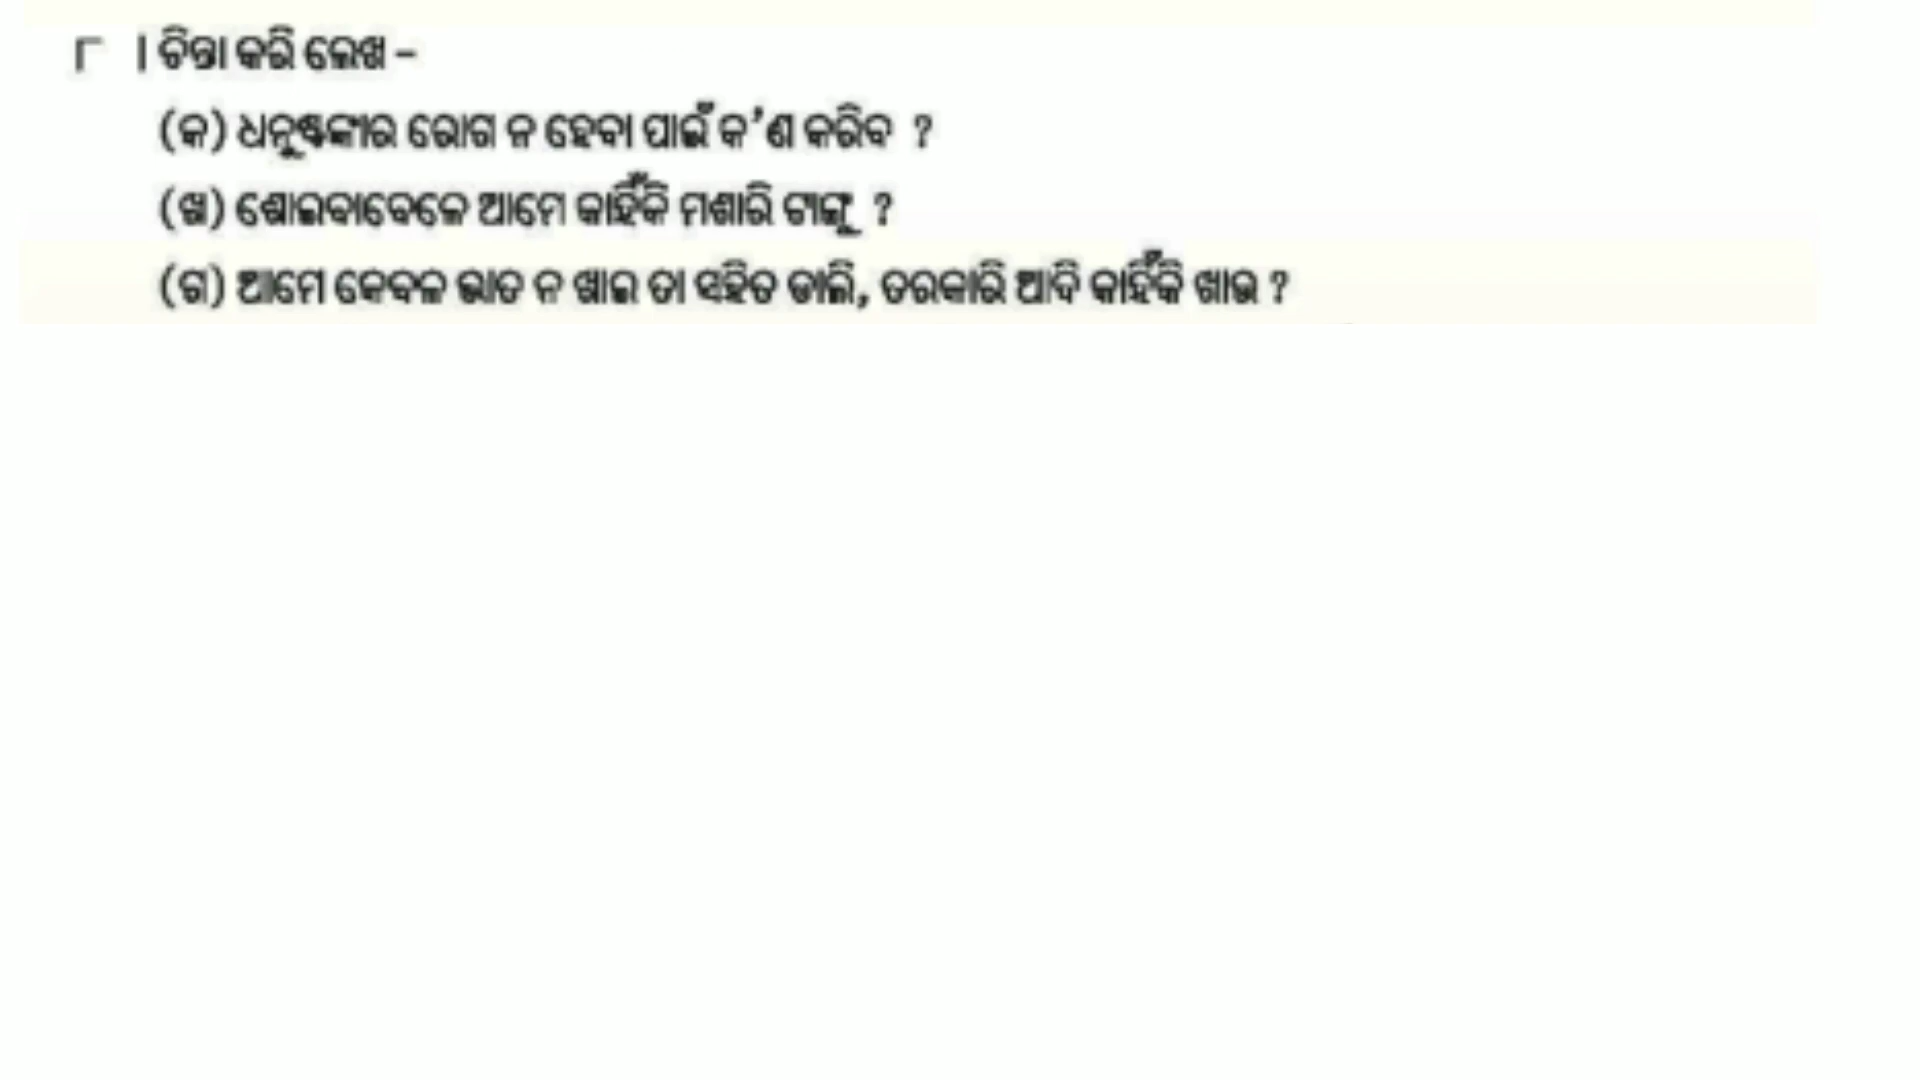 ୮ । ଚିନ୍ତା କରି ଲେଖ –
(କ) ଧନୁଷ୍ଟଙ୍କାର ରୋଗ ନ ହେବା ପାଇଁ କ'ଣ କରିବ ?
(ଖ) ଶୋଇବାବେଳେ ଆମେ କାହିଁକି ମଶାରି ଟାଙ୍ଗୁ ?
(ଗ) ଆମେ କେବଳ ଭାତ ନ ଖାଇ ତା ସହିତ ଡାଲି, ତରକାରି ଆଦି କାହିଁକି ଖାଉ ?